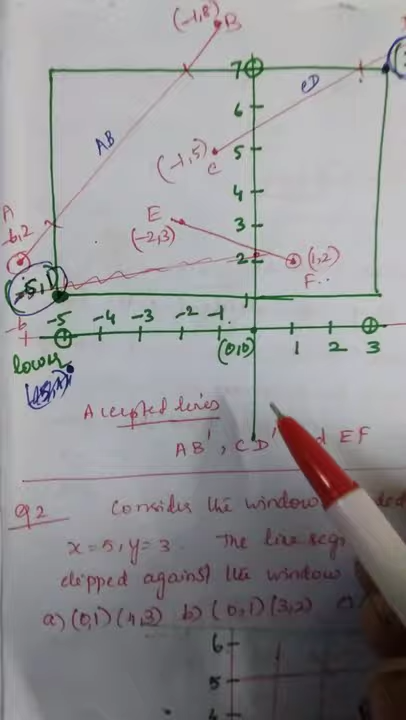 (-1,8) B
7
6
AB
CD
5
(-1,5)
C
4
A
-6,2
E
3
(-2,3)
2
(1,2)
F..
-5,1
1
-6 -5 -4 -3 -2 -1 1 2 3
(0,0)
lower
Accepted lines
AB', CD' EF
Q2 Consider the window
x=5, y=3. The line
clipped against the window
a) (0,1) (4,3) b) (0,1) (3,2)
6
5
4